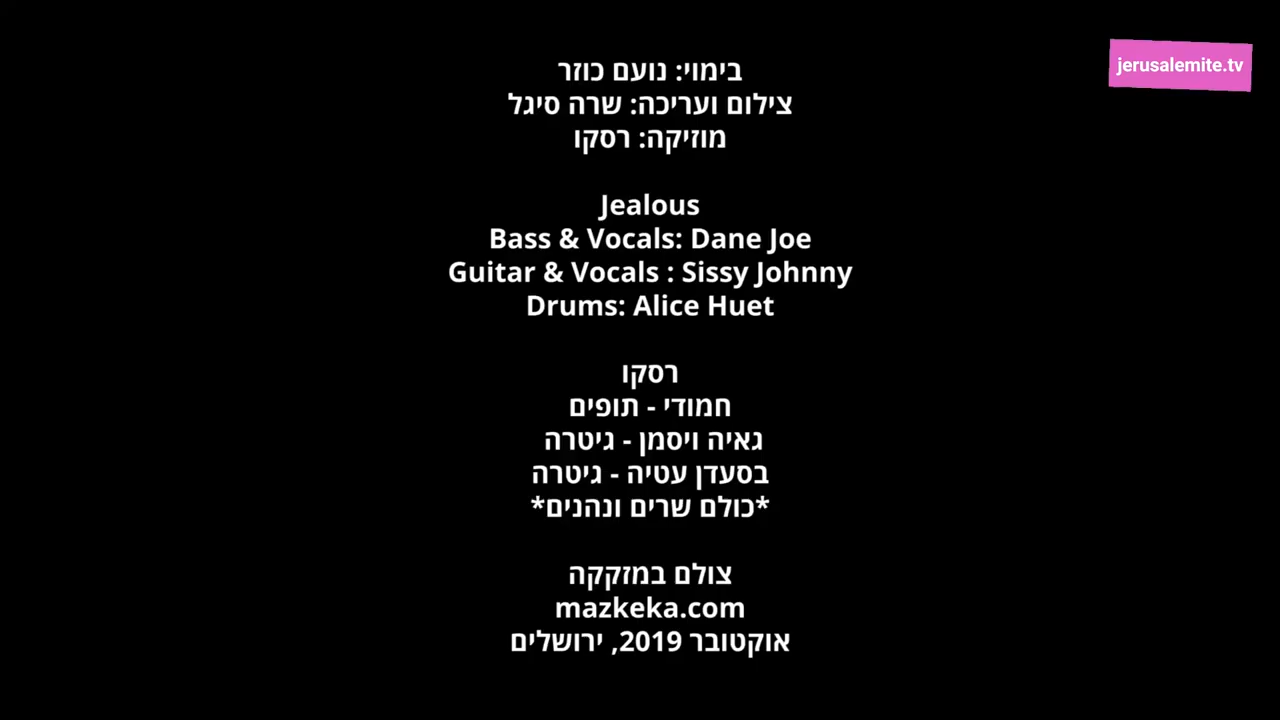 jerusalemite.tv
בימוי: נועם כוזר
צילום ועריכה: שרה סיגל
מוזיקה: רסקו
Jealous
Bass & Vocals: Dane Joe
Guitar & Vocals : Sissy Johnny
Drums: Alice Huet
רסקו
חמודי - תופים
גאיה ויסמן - גיטרה
בסעדן עטיה - גיטרה
*כולם שרים ונהנים*
צולם במזקקה
mazkeka.com
אוקטובר 2019, ירושלים